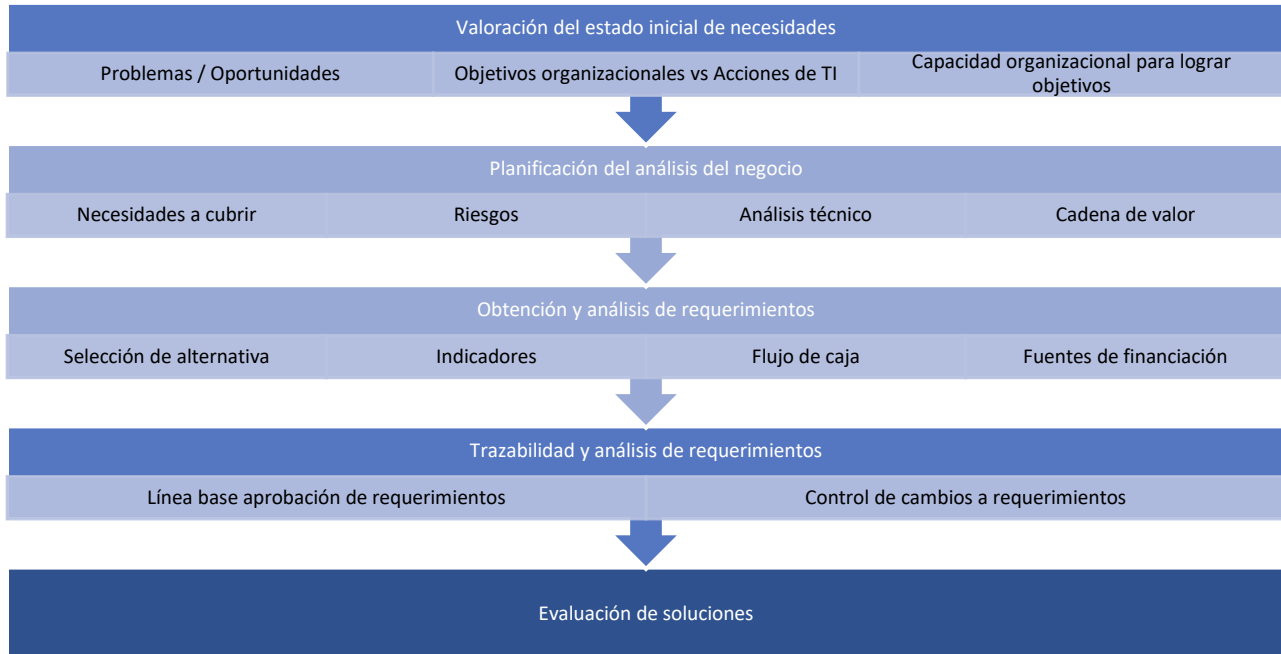 Valoración del estado inicial de necesidades
Problemas / Oportunidades
Objetivos organizacionales vs Acciones de TI
Capacidad organizacional para lograr
objetivos
Planificación del análisis del negocio
Necesidades a cubrir
Riesgos
Análisis técnico
Cadena de valor
Obtención y análisis de requerimientos
Selección de alternativa
Indicadores
Flujo de caja
Fuentes de financiación
Trazabilidad y análisis de requerimientos
Línea base aprobación de requerimientos
Control de cambios a requerimientos
Evaluación de soluciones